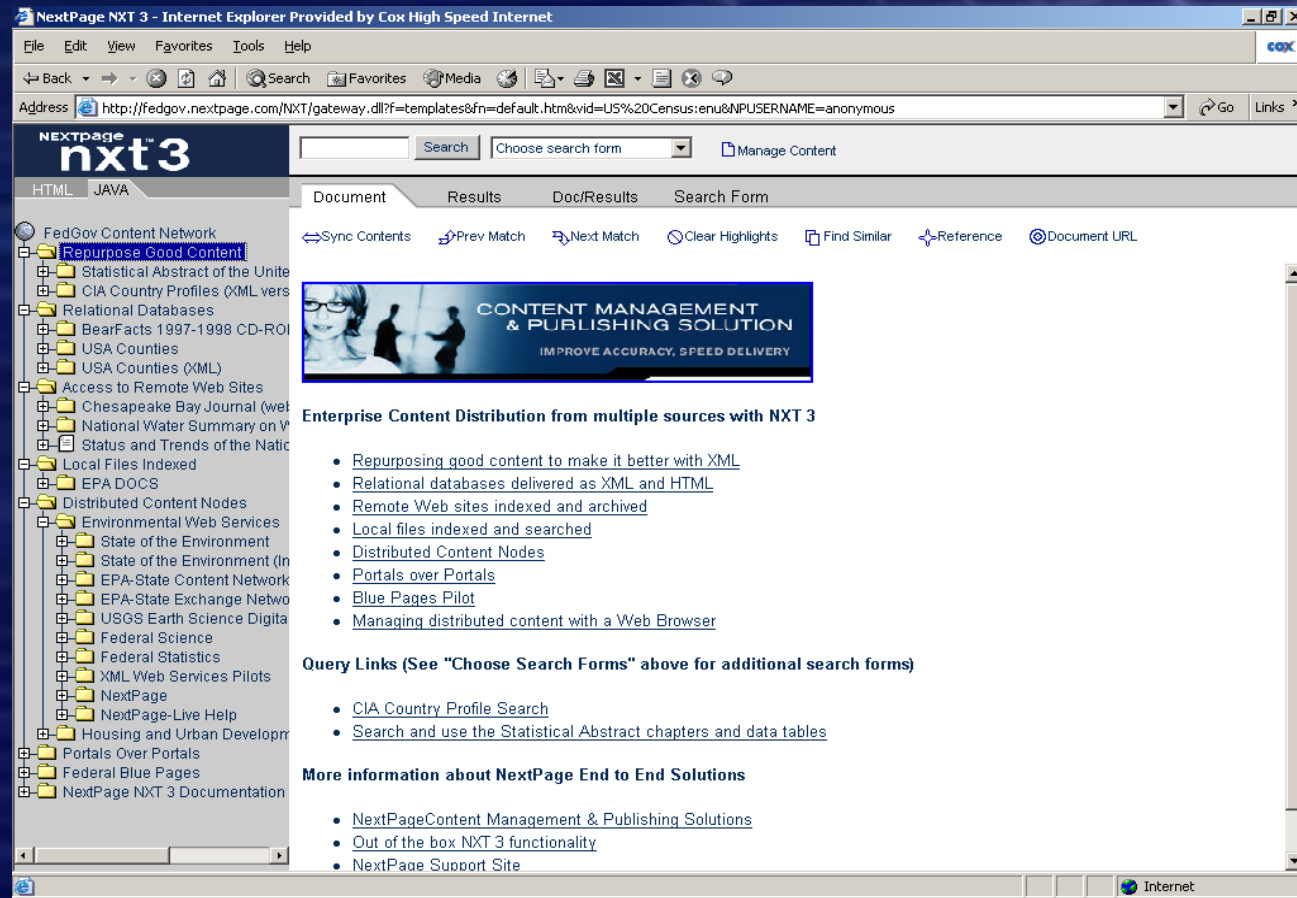 NextPage NXT 3 - Internet Explorer Provided by Cox High Speed Internet
File Edit View Favorites Tools Help
cox
Back Search Favorites Media
Address http://fedgov.nextpage.com/NXT/gateway.dll?f=templates&fn=default.htm&vid=US%20Census:enu&NPUSERNAME=anonymous Go Links
NEXTpage™
nxt 3
Search Choose search form Manage Content
HTML JAVA
Document Results Doc/Results Search Form
Sync Contents Prev Match Next Match Clear Highlights Find Similar Reference Document URL
FedGov Content Network
Repurpose Good Content
Statistical Abstract of the Unite
CIA Country Profiles (XML vers
Relational Databases
BearFacts 1997-1998 CD-RO
USA Counties
USA Counties (XML)
Access to Remote Web Sites
Chesapeake Bay Journal (wel
National Water Summary on W
Status and Trends of the Natio
Local Files Indexed
EPA DOCS
Distributed Content Nodes
Environmental Web Services
State of the Environment
State of the Environment (In
EPA-State Content Network
EPA-State Exchange Netwo
USGS Earth Science Digita
Federal Science
Federal Statistics
XML Web Services Pilots
NextPage
NextPage-Live Help
Housing and Urban Developm
Portals Over Portals
Federal Blue Pages
NextPage NXT 3 Documentation
CONTENT MANAGEMENT
& PUBLISHING SOLUTION
IMPROVE ACCURACY, SPEED DELIVERY
Enterprise Content Distribution from multiple sources with NXT 3
• Repurposing good content to make it better with XML
• Relational databases delivered as XML and HTML
• Remote Web sites indexed and archived
• Local files indexed and searched
• Distributed Content Nodes
• Portals over Portals
• Blue Pages Pilot
• Managing distributed content with a Web Browser
Query Links (See "Choose Search Forms" above for additional search forms)
• CIA Country Profile Search
• Search and use the Statistical Abstract chapters and data tables
More information about NextPage End to End Solutions
• NextPageContent Management & Publishing Solutions
• Out of the box NXT 3 functionality
• NextPage Support Site
Internet